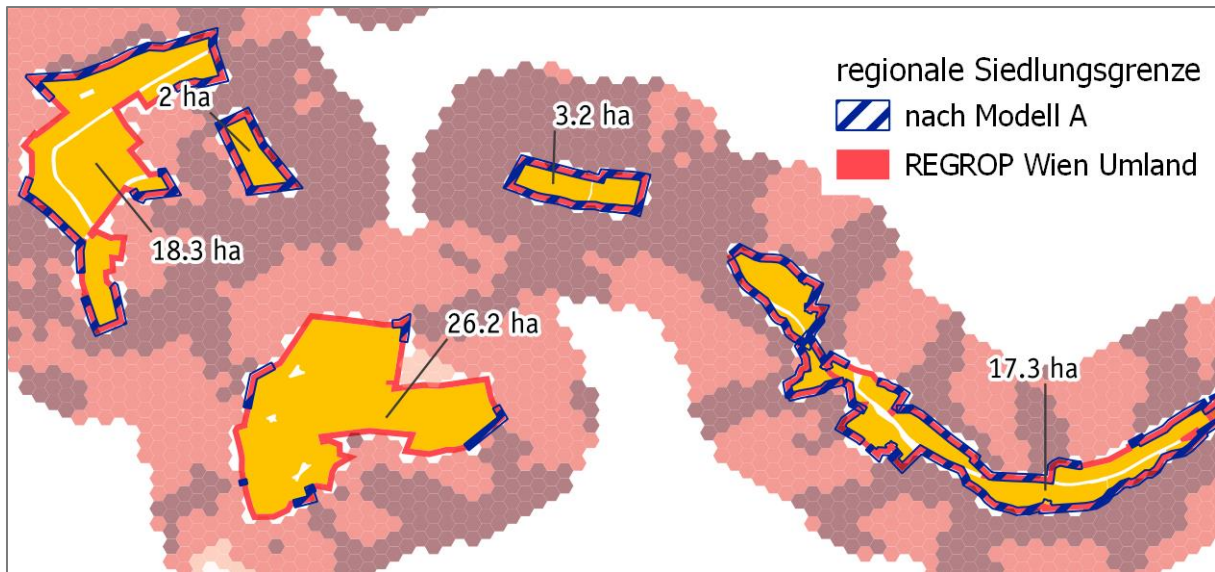 regionale Siedlungsgrenze
nach Modell A
REGROP Wien Umland
2 ha
3.2 ha
18.3 ha
26.2 ha
17.3 ha